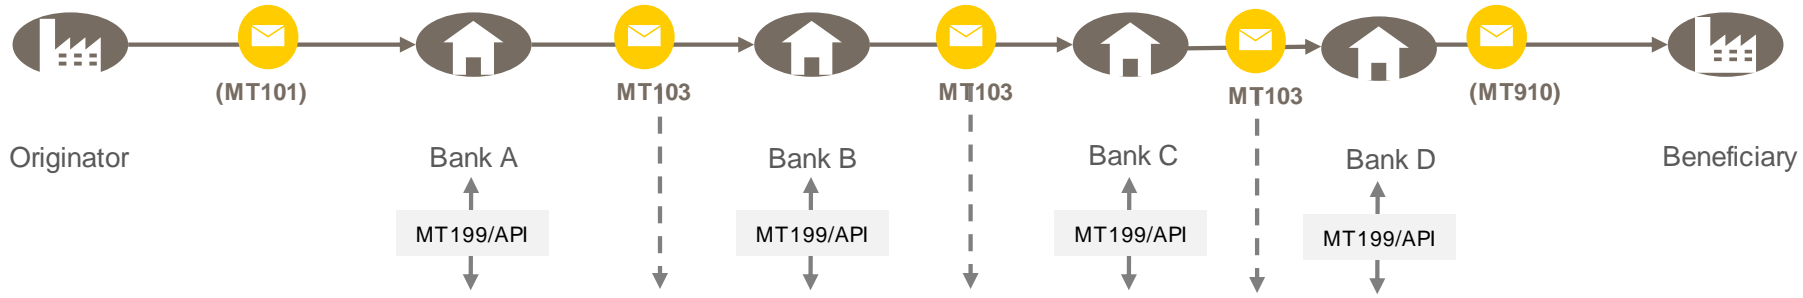 (MT101)
MT103
MT103
MT103
(MT910)
Originator
Bank A
Bank B
Bank C
Bank D
Beneficiary
MT199/API
MT199/API
MT199/API
MT199/API